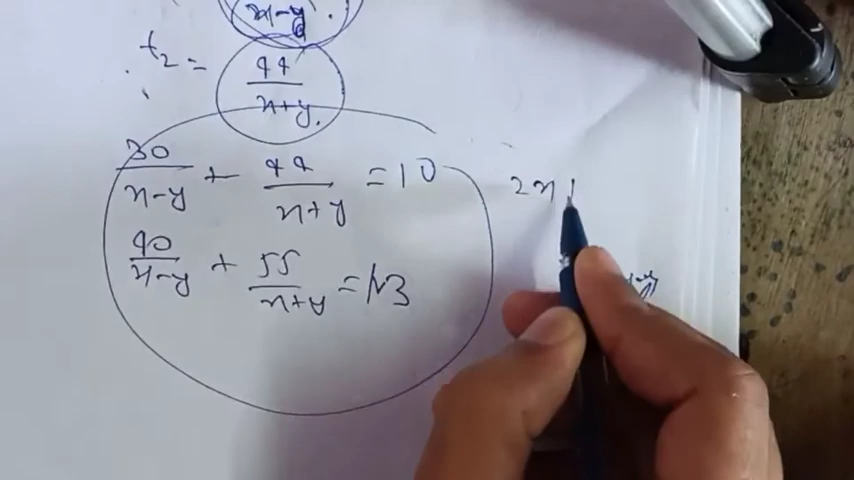 x-y.
t2 = 44/x+y.
30/x-y + 44/x+y = 10
40/x-y + 55/x+y = 13
2x